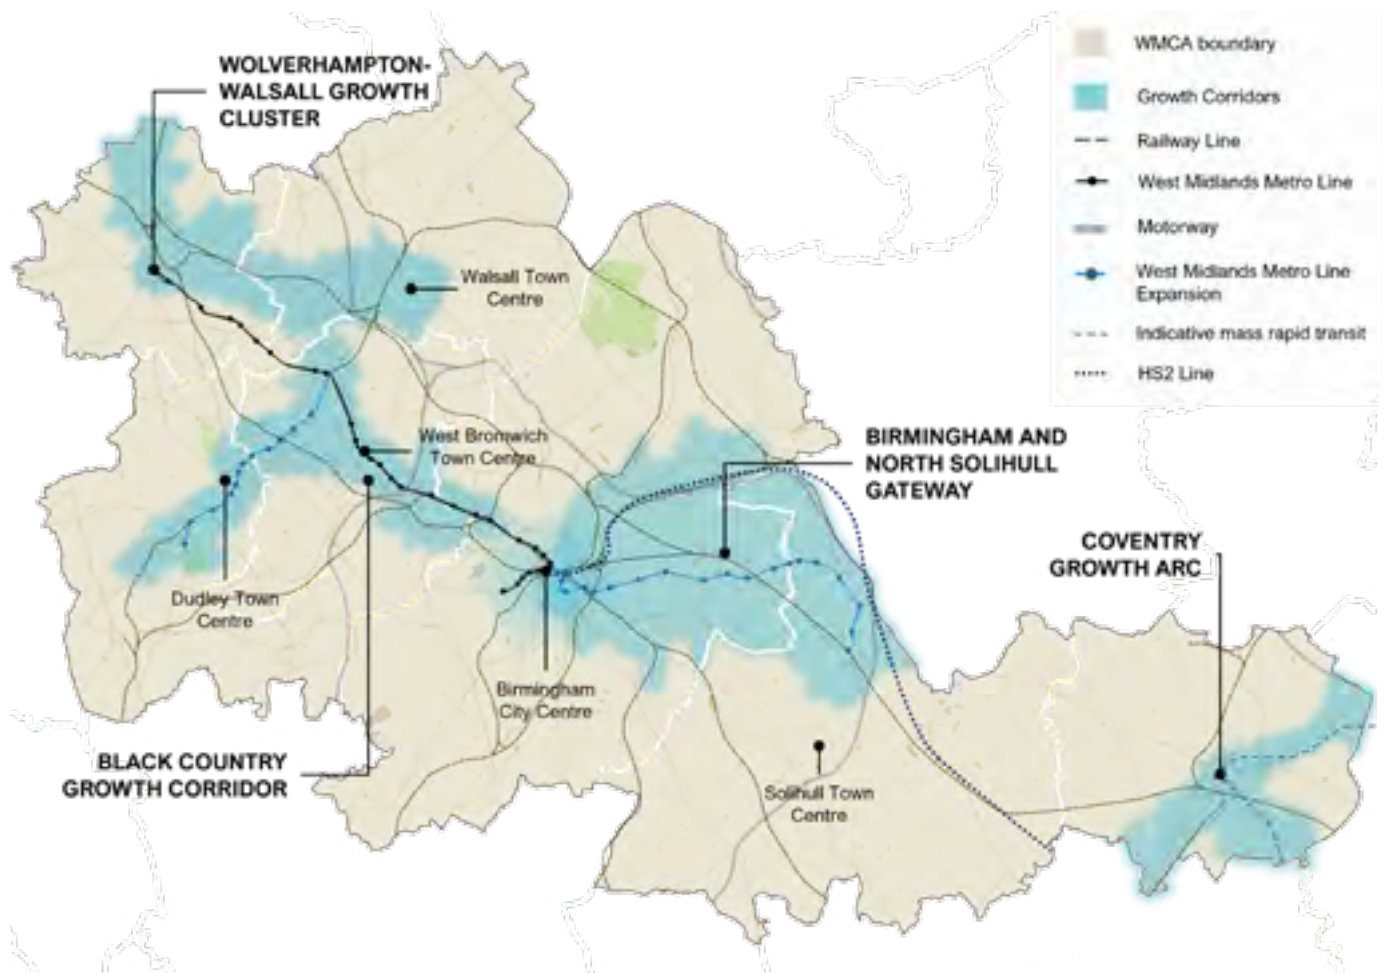 WOLVERHAMPTON-
WALSALL GROWTH
CLUSTER
WMCA boundary
Growth Corridors
Railway Line
West Midlands Metro Line
Motorway
West Midlands Metro Line
Expansion
Indicative mass rapid transit
HS2 Line
Walsall Town
Centre
West Bromwich
Town Centre
BIRMINGHAM AND
NORTH SOLIHULL
GATEWAY
COVENTRY
GROWTH ARC
Dudley Town
Centre
Birmingham
City Centre
BLACK COUNTRY
GROWTH CORRIDOR
Solihull Town
Centre